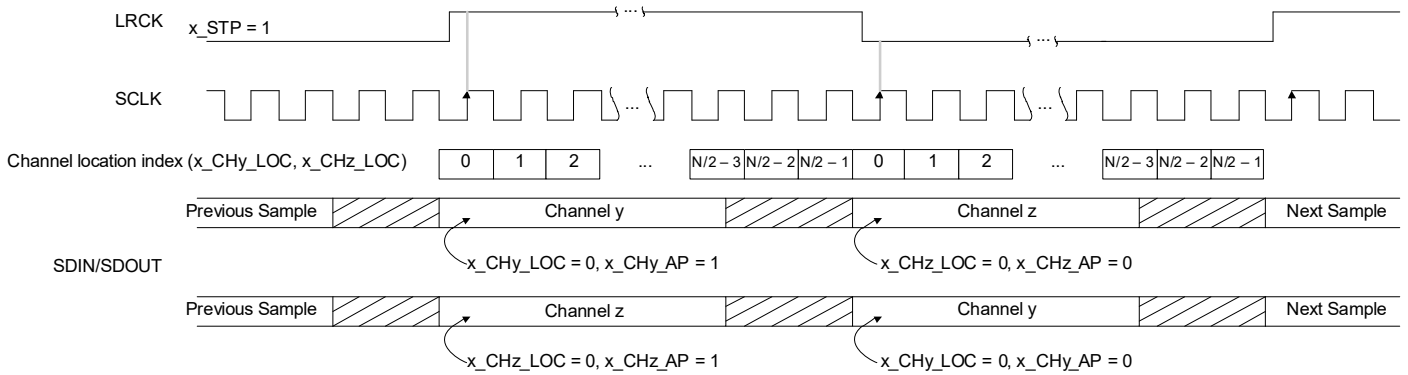 LRCK
x_STP = 1
...
...
SCLK
...
...
Channel location index (x_CHy_LOC, x_CHz_LOC)
0 1 2 ... N/2 – 3 N/2 – 2 N/2 – 1 0 1 2 ... N/2 – 3 N/2 – 2 N/2 – 1
Previous Sample Channel y Channel z Next Sample
x_CHy_LOC = 0, x_CHy_AP = 1 x_CHz_LOC = 0, x_CHz_AP = 0
SDIN/SDOUT
Previous Sample Channel z Channel y Next Sample
x_CHz_LOC = 0, x_CHz_AP = 1 x_CHy_LOC = 0, x_CHy_AP = 0